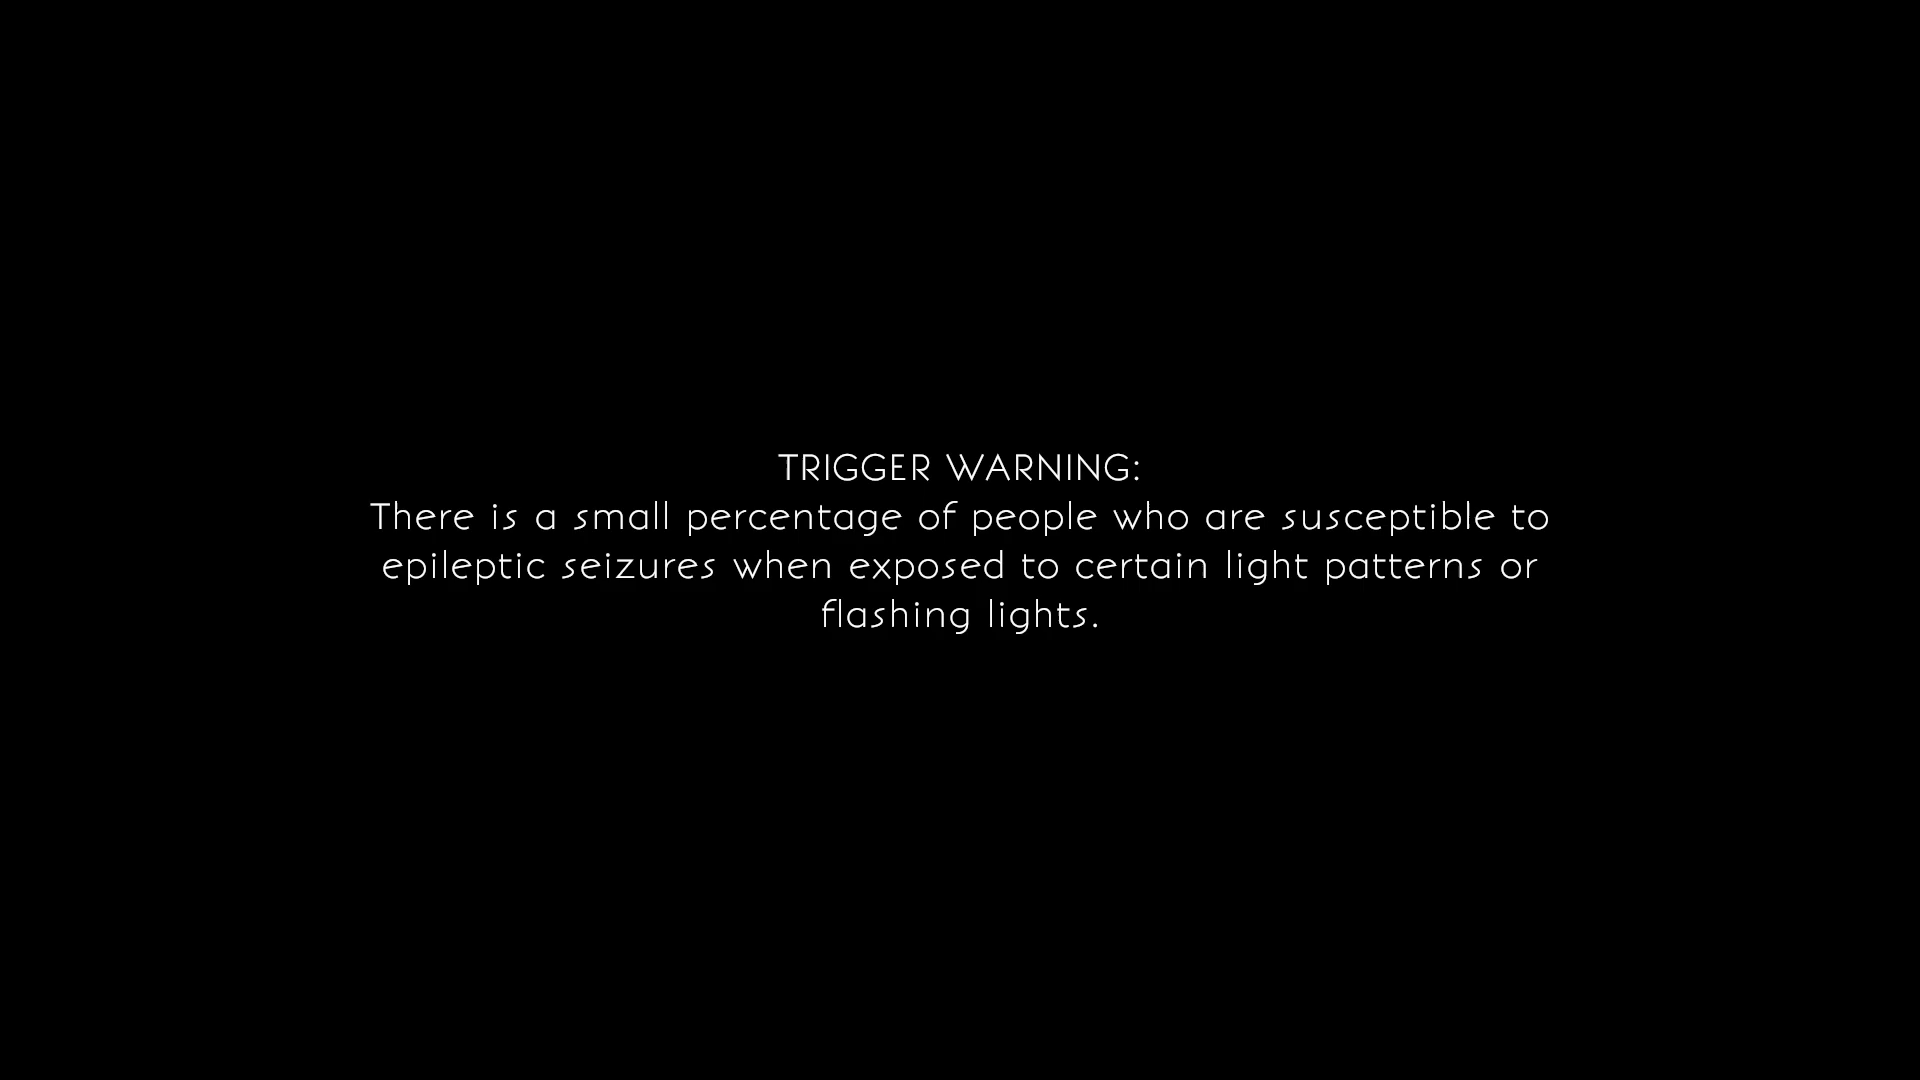 TRIGGER WARNING:
There is a small percentage of people who are susceptible to
epileptic seizures when exposed to certain light patterns or
flashing lights.